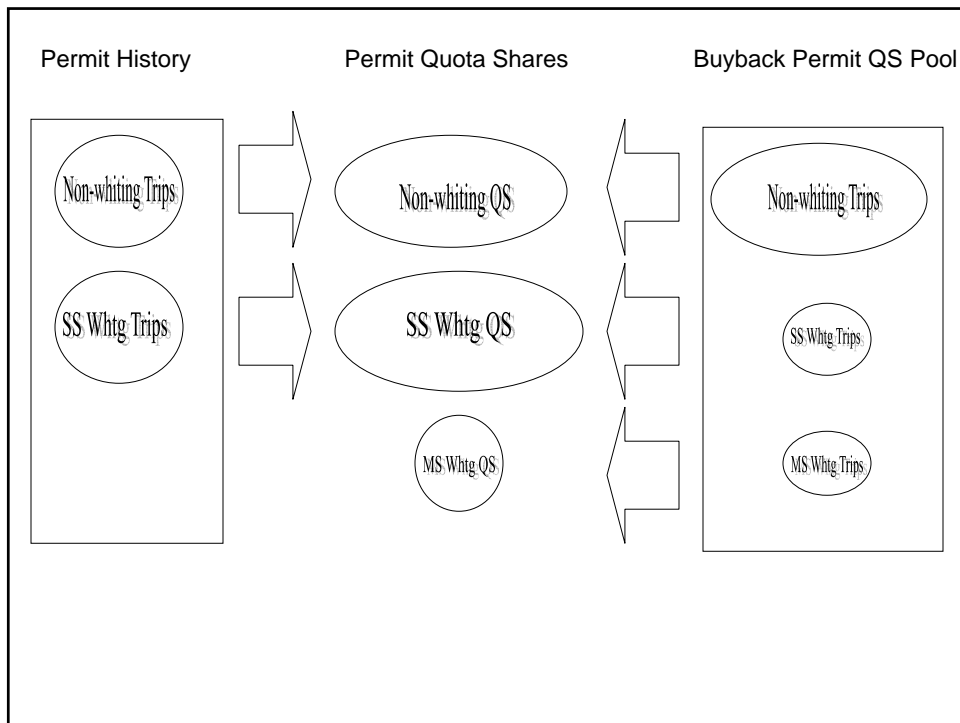 Permit History
Permit Quota Shares
Buyback Permit QS Pool
Non-whiting Trips
Non-whiting QS
Non-whiting Trips
SS Whtg Trips
SS Whtg QS
SS Whtg Trips
MS Whtg QS
MS Whtg Trips